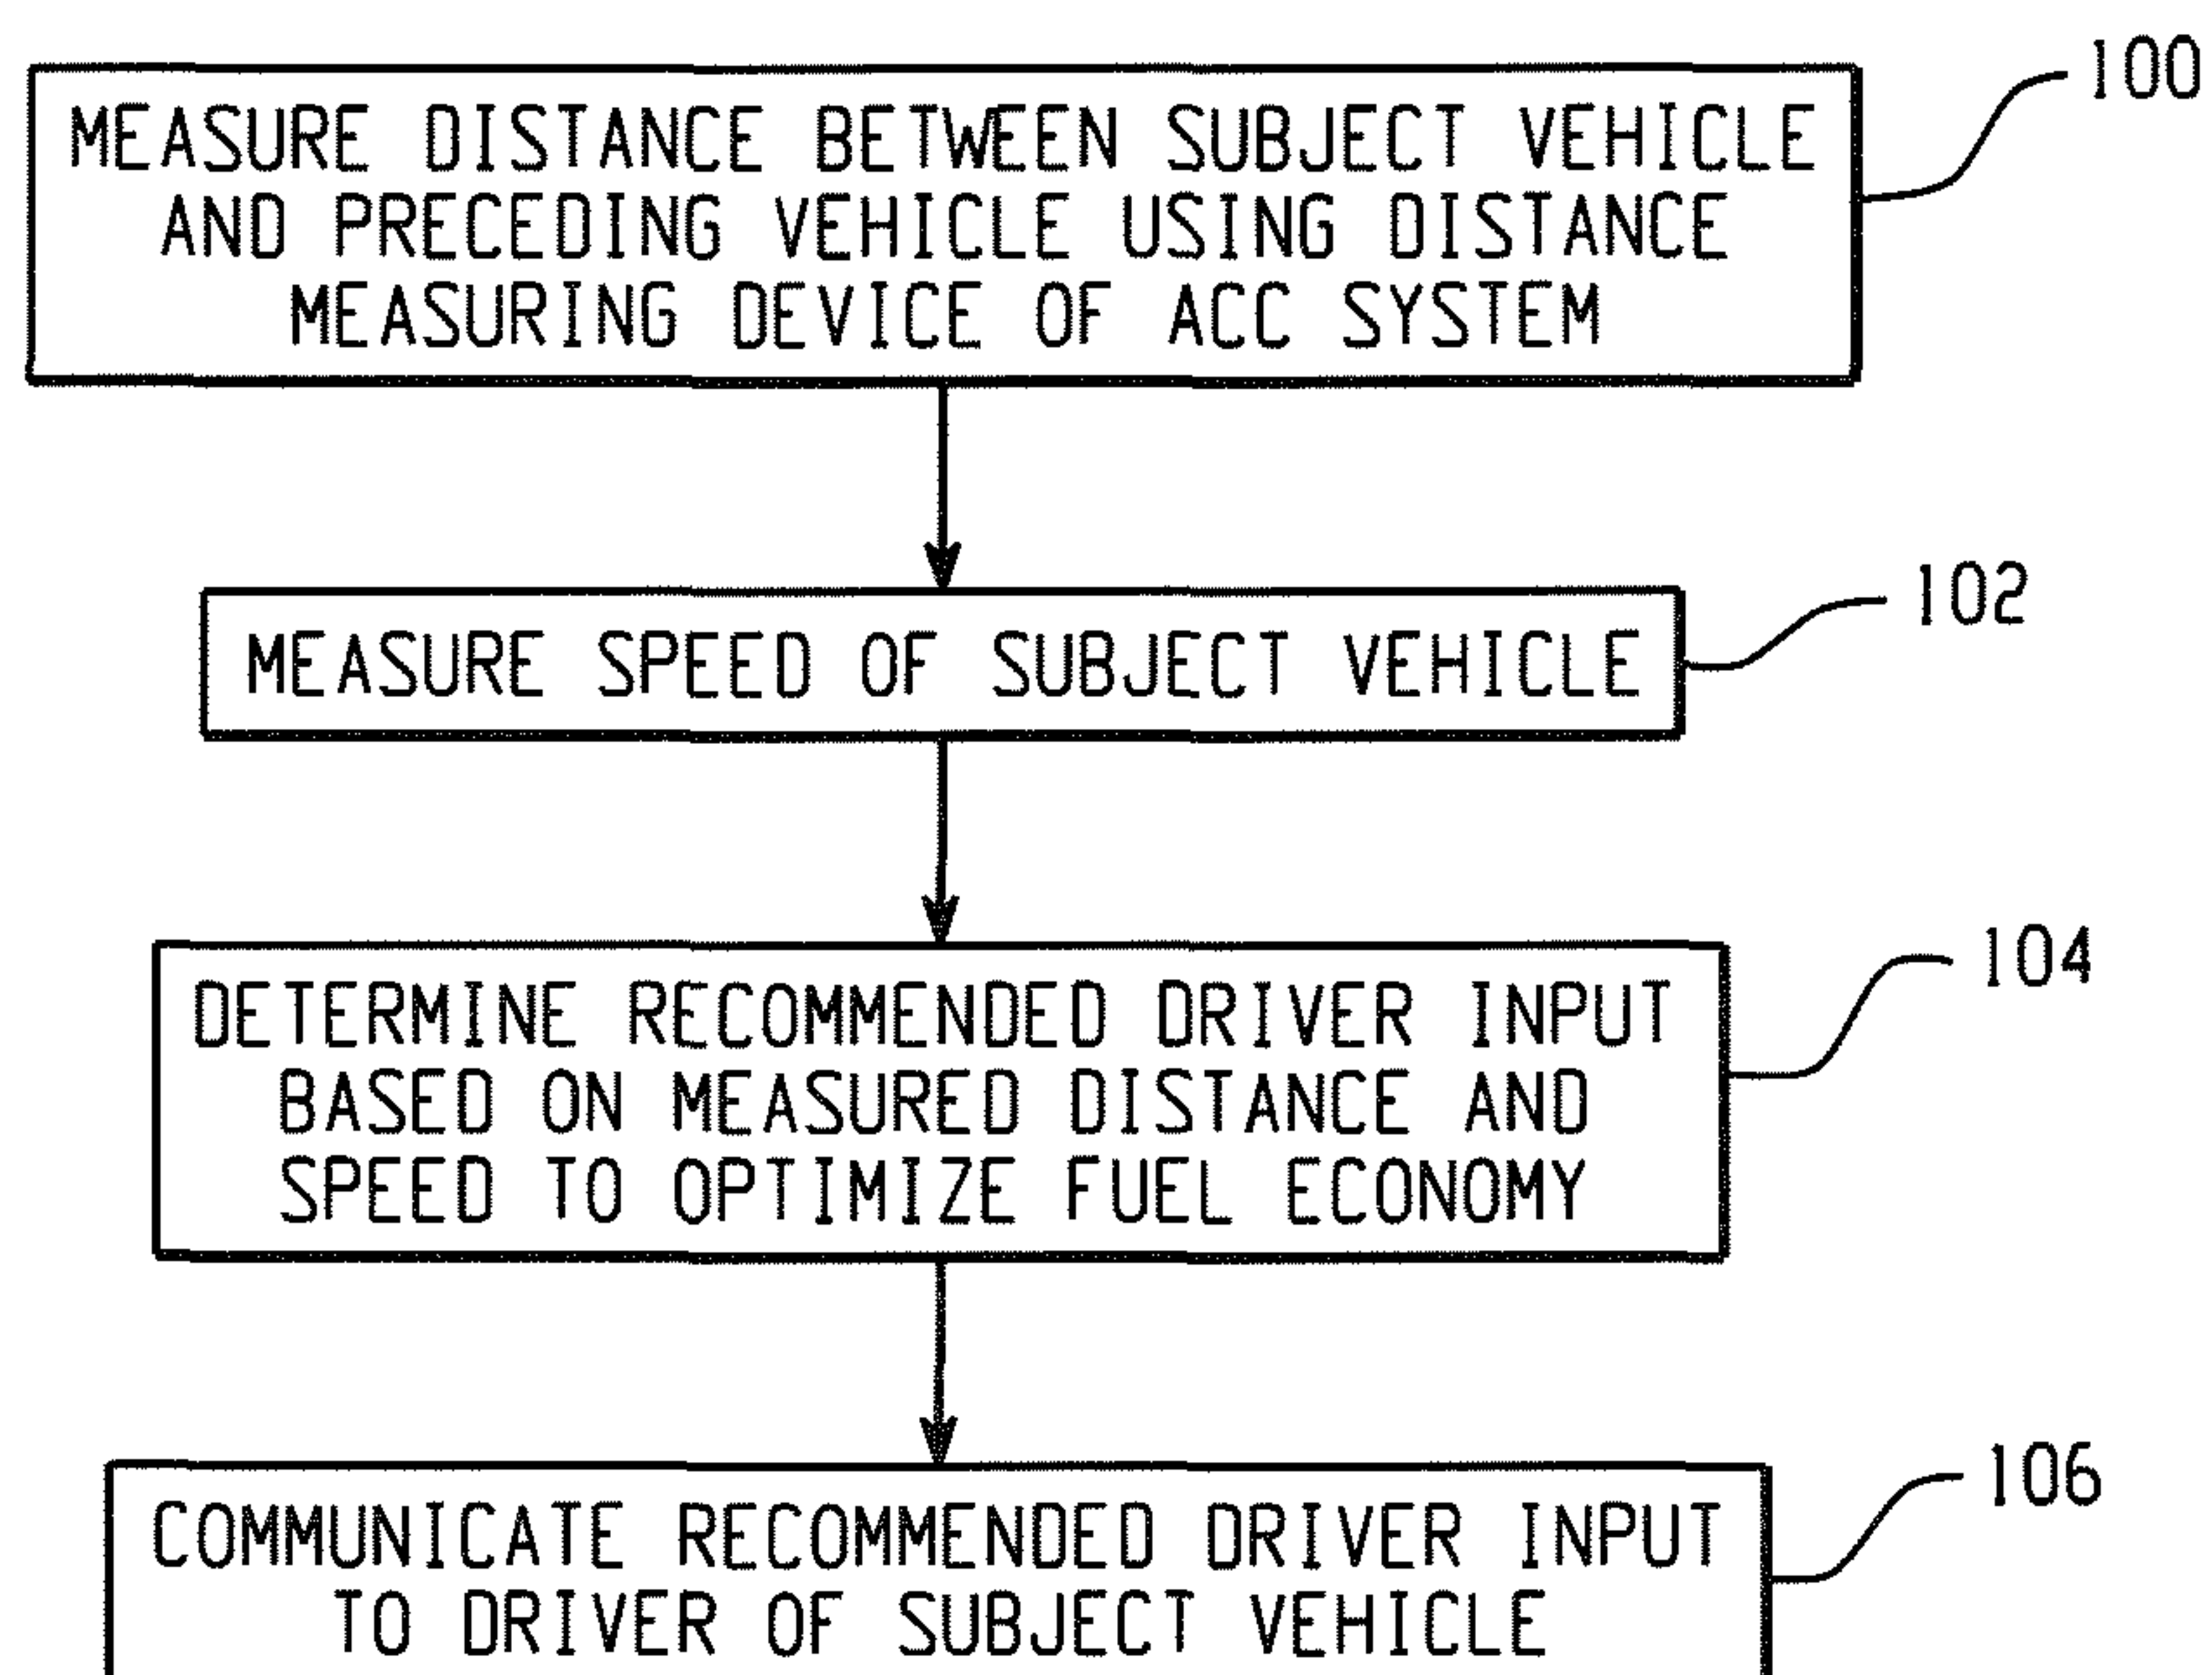 100
MEASURE DISTANCE BETWEEN SUBJECT VEHICLE
AND PRECEDING VEHICLE USING DISTANCE
MEASURING DEVICE OF ACC SYSTEM
102
MEASURE SPEED OF SUBJECT VEHICLE
104
DETERMINE RECOMMENDED DRIVER INPUT
BASED ON MEASURED DISTANCE AND
SPEED TO OPTIMIZE FUEL ECONOMY
106
COMMUNICATE RECOMMENDED DRIVER INPUT
TO DRIVER OF SUBJECT VEHICLE